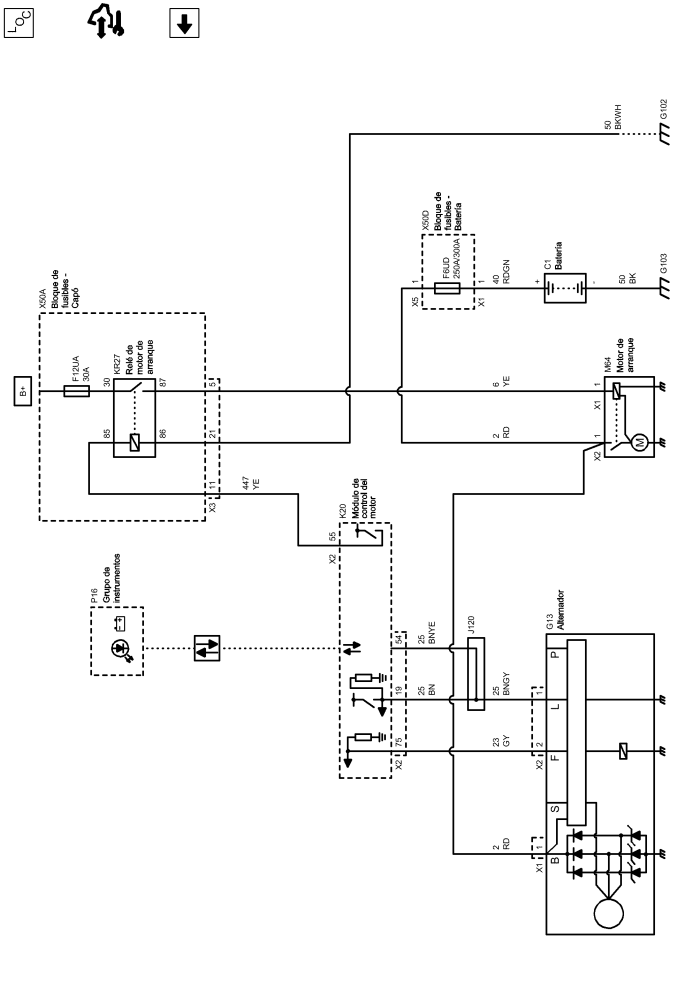 LOC
50
BKWH
G102
X50D
Bloque de
fusibles -
Batería
X5
1
F6UD
250A/300A
X1
1
40
RDGN
+
C1
Batería
-
50
BK
G103
X50A
Bloque de
fusibles -
Capó
B+
F12UA
30A
30
KR27
Relé de
motor de
arranque
87
85
86
5
21
11
X3
6
YE
2
RD
447
YE
M64
Motor de
arranque
X1
1
X2
1
M
K20
Módulo de
control del
motor
X2
55
P16
Grupo de
instrumentos
- +
54
19
75
X2
25
BNYE
25
BN
J120
25
BNGY
23
GY
2
RD
G13
Alternador
X2
2
1
X1
1
P
L
F
S
B